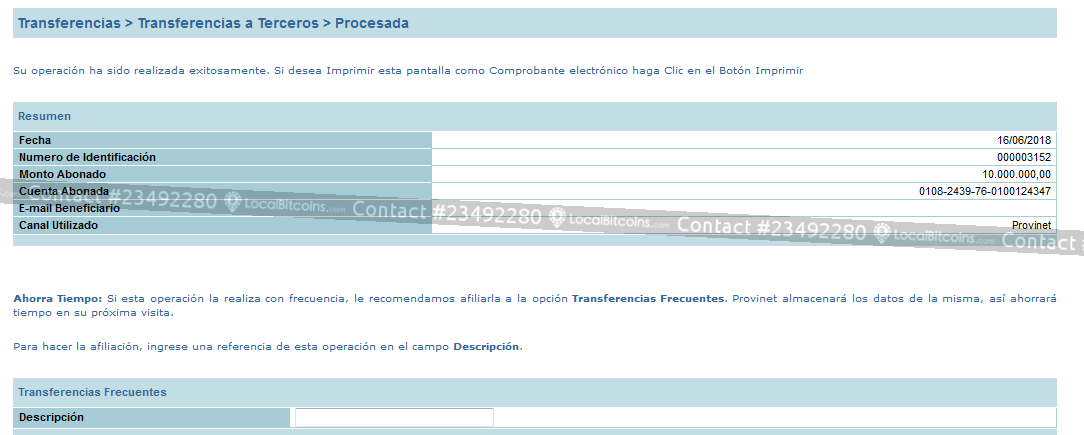 Transferencias > Transferencias a Terceros > Procesada
Su operación ha sido realizada exitosamente. Si desea Imprimir esta pantalla como Comprobante electrónico haga Clic en el Botón Imprimir
Resumen
Fecha 16/06/2018
Numero de Identificación 000003152
Monto Abonado 10.000.000,00
Cuenta Abonada 0108-2439-76-0100124347
E-mail Beneficiario
Canal Utilizado Provinet
Contact #23492280 LocalBitcoins.com Contact #23492280 LocalBitcoins.com Contact #23492280 LocalBitcoins.com Contact #
Ahorra Tiempo: Si esta operación la realiza con frecuencia, le recomendamos afiliarla a la opción Transferencias Frecuentes. Provinet almacenará los datos de la misma, así ahorrará
tiempo en su próxima visita.
Para hacer la afiliación, ingrese una referencia de esta operación en el campo Descripción.
Transferencias Frecuentes
Descripción